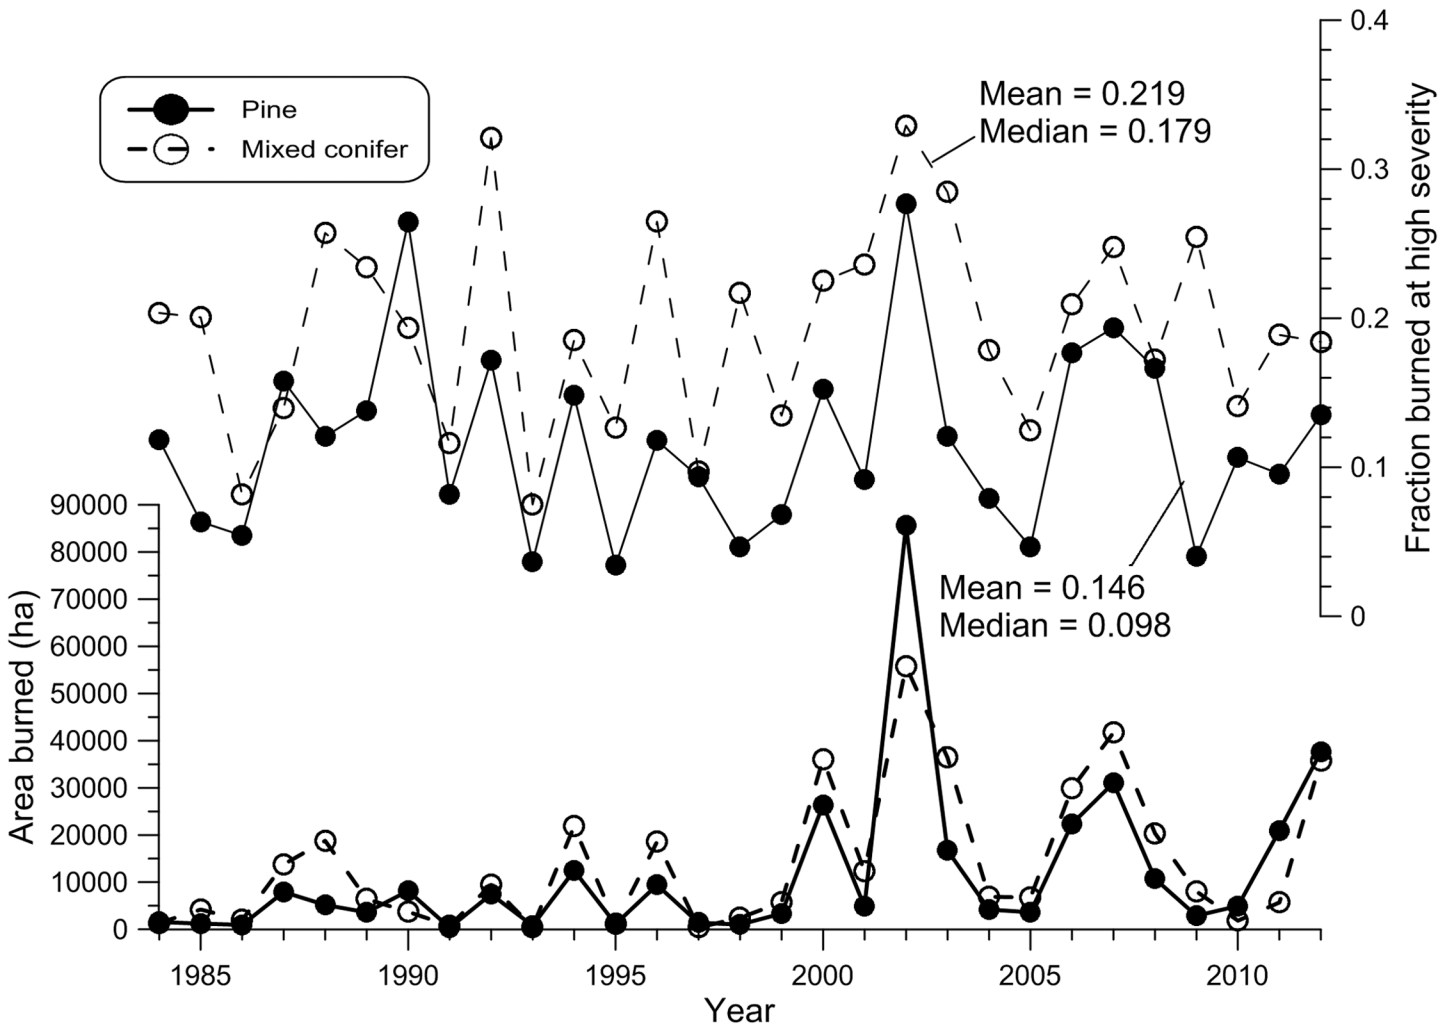 0.4
Pine
Mixed conifer
Mean = 0.219
Median = 0.179
0.3
0.2
0.1
0
Fraction burned at high severity
Mean = 0.146
Median = 0.098
90000
80000
70000
60000
50000
40000
30000
20000
10000
0
Area burned (ha)
1985 1990 1995 2000 2005 2010
Year